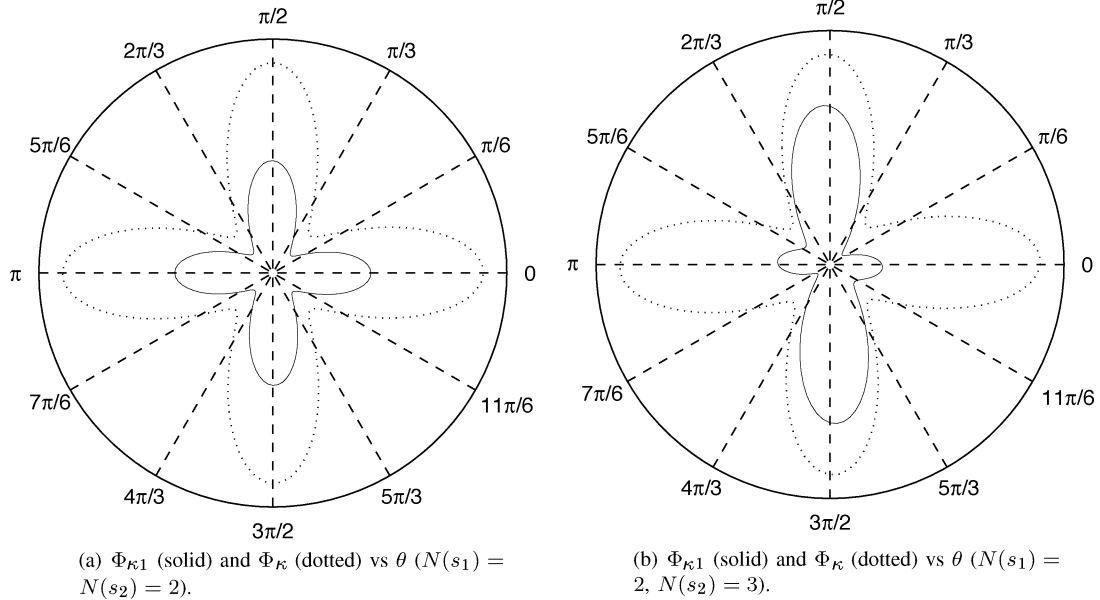 π/2
2π/3
π/3
5π/6
π/6
π
0
7π/6
11π/6
4π/3
5π/3
3π/2
(a) Φκ1 (solid) and Φκ (dotted) vs θ (N(s1) =
N(s2) = 2).
π/2
2π/3
π/3
5π/6
π/6
π
0
7π/6
11π/6
4π/3
5π/3
3π/2
(b) Φκ1 (solid) and Φκ (dotted) vs θ (N(s1) =
2, N(s2) = 3).